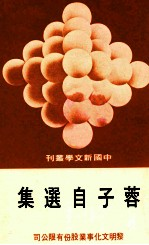 中國新文學叢刊
蓉子自選集
黎明文化事業股份有限公司